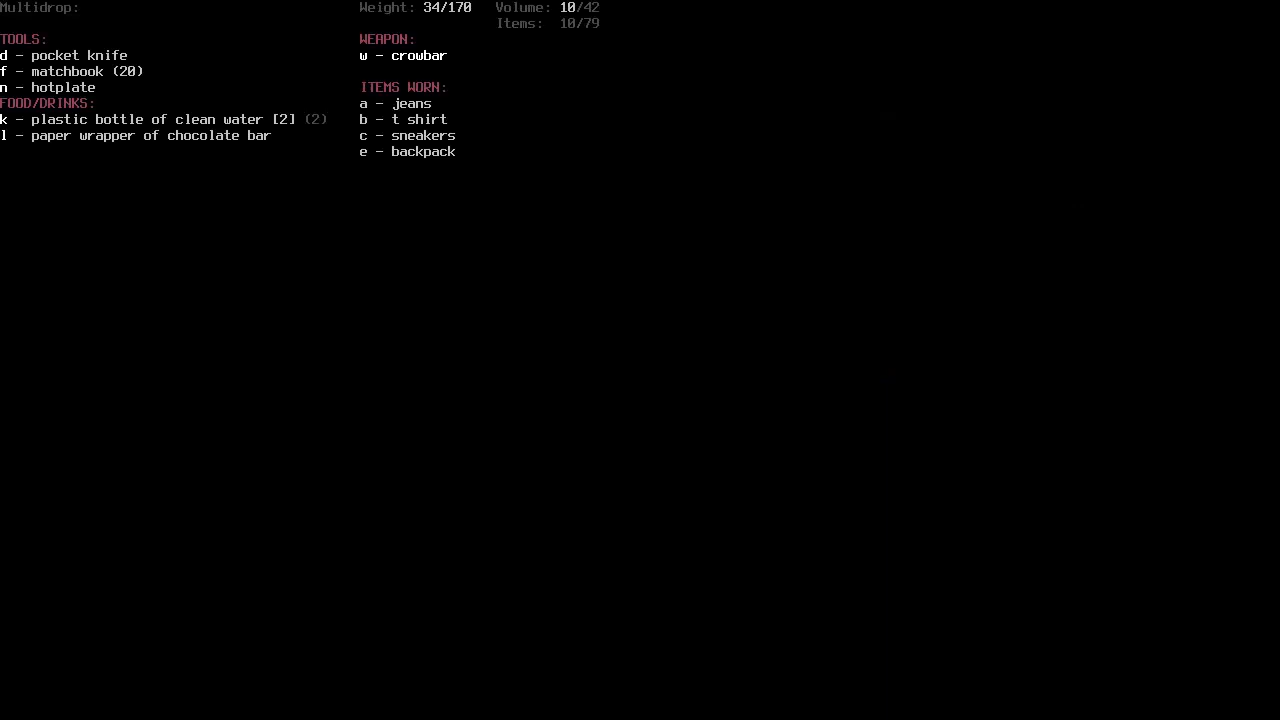 Multidrop:
Weight: 34/170 Volume: 10/42
Items: 10/79
TOOLS:
d - pocket knife
f - matchbook (20)
n - hotplate
FOOD/DRINKS:
k - plastic bottle of clean water [2] (2)
l - paper wrapper of chocolate bar
WEAPON:
w - crowbar
ITEMS WORN:
a - jeans
b - t shirt
c - sneakers
e - backpack